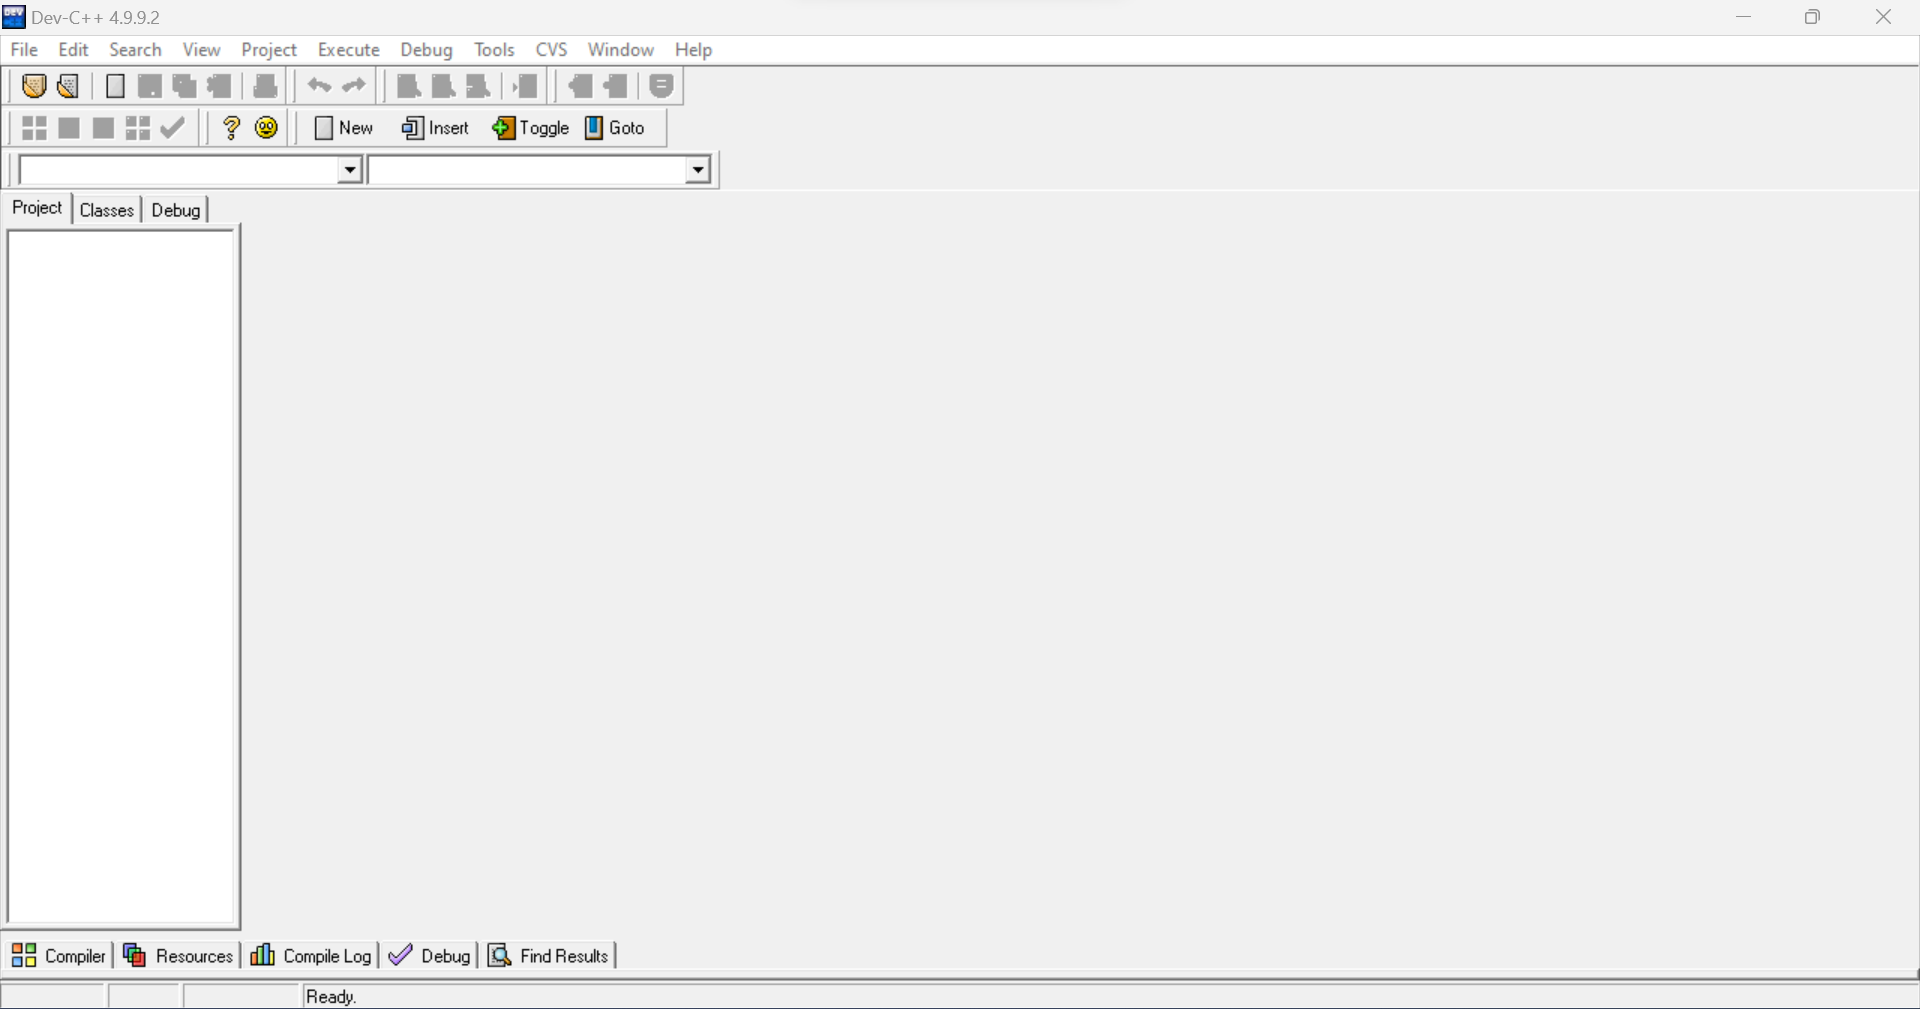 Dev-C++ 4.9.9.2
File Edit Search View Project Execute Debug Tools CVS Window Help
New Insert Toggle Goto
Project Classes Debug
Compiler Resources Compile Log Debug Find Results
Ready.